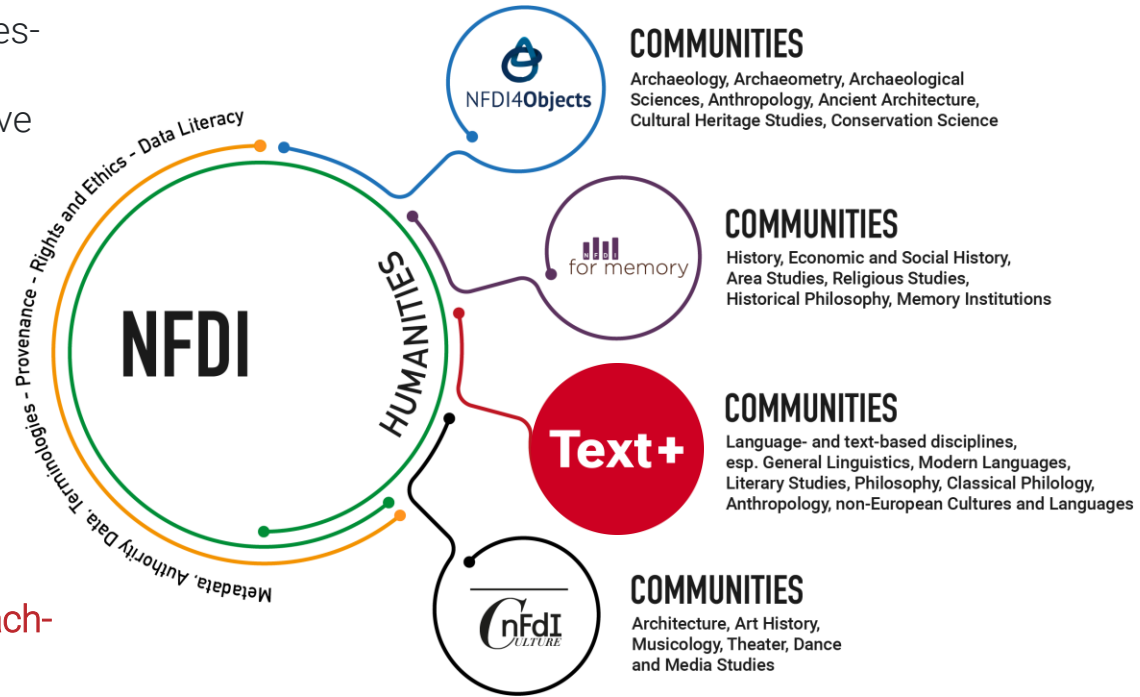 es-
ve
ach-
Metadata, Authority Data, Terminologies - Provenance - Rights and Ethics - Data Literacy
NFDI
HUMANITIES
NFDI4Objects
COMMUNITIES
Archaeology, Archaeometry, Archaeological
Sciences, Anthropology, Ancient Architecture,
Cultural Heritage Studies, Conservation Science
NFDI
for memory
COMMUNITIES
History, Economic and Social History,
Area Studies, Religious Studies,
Historical Philosophy, Memory Institutions
Text+
COMMUNITIES
Language- and text-based disciplines,
esp. General Linguistics, Modern Languages,
Literary Studies, Philosophy, Classical Philology,
Anthropology, non-European Cultures and Languages
nFdI
CULTURE
COMMUNITIES
Architecture, Art History,
Musicology, Theater, Dance
and Media Studies